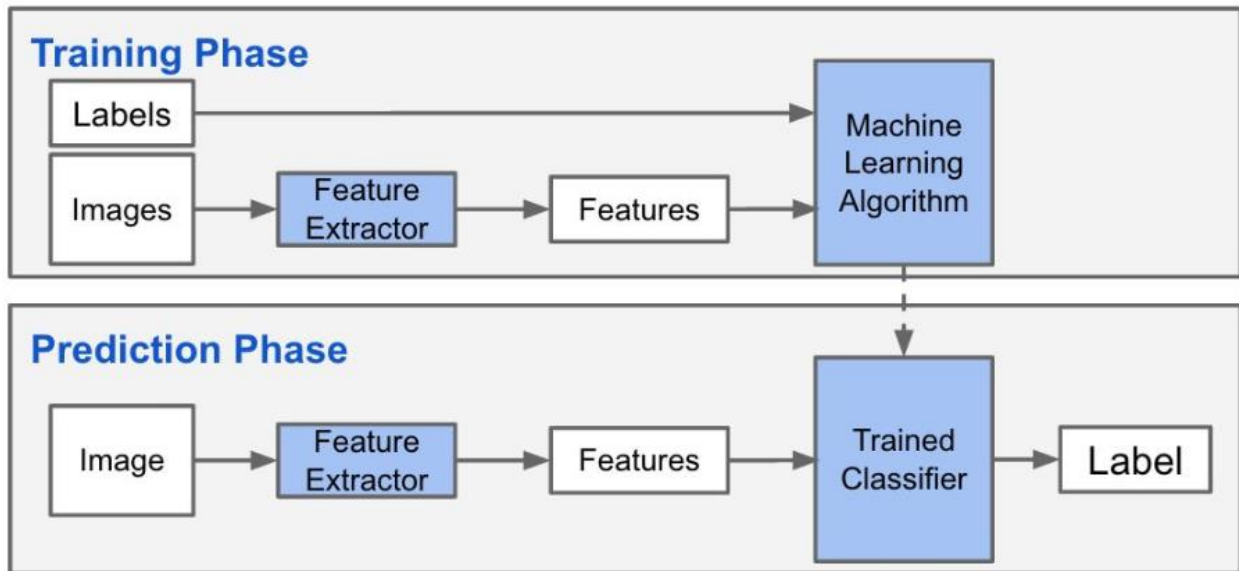 Training Phase
Labels
Images
Feature
Extractor
Features
Machine
Learning
Algorithm
Prediction Phase
Image
Feature
Extractor
Features
Trained
Classifier
Label